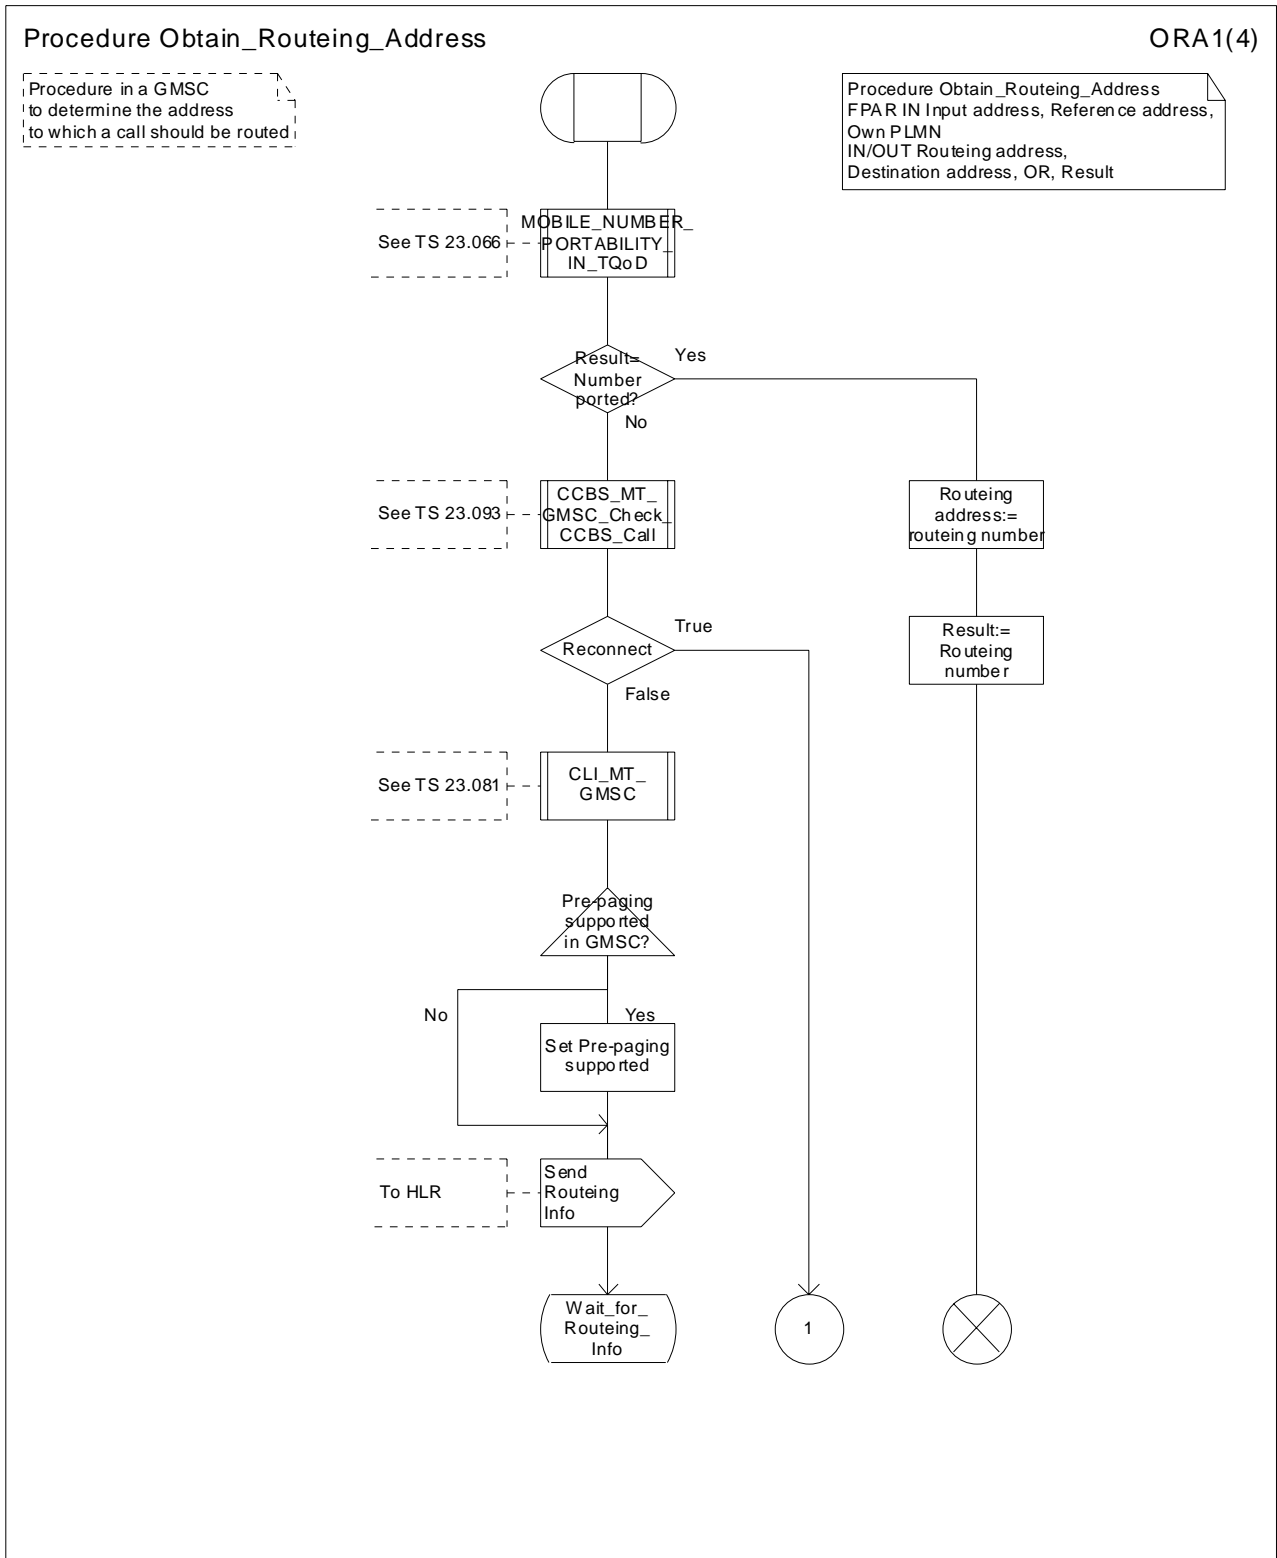 Procedure Obtain_Routeing_Address
ORA1(4)
Procedure in a GMSC
to determine the address
to which a call should be routed
Procedure Obtain_Routeing_Address
FPAR IN Input address, Reference address,
Own PLMN
IN/OUT Routeing address,
Destination address, OR, Result
See TS 23.066
MOBILE_NUMBER_
PORTABILITY_
IN_TQoD
Result=
Number
ported?
Yes
No
See TS 23.093
CCBS_MT_
GMSC_Check_
CCBS_Call
Routeing
address:=
routeing number
Reconnect
True
False
Result:=
Routeing
number
See TS 23.081
CLI_MT_
GMSC
Pre-paging
supported
in GMSC?
No
Yes
Set Pre-paging
supported
To HLR
Send
Routeing
Info
Wait_for_
Routeing_
Info
1